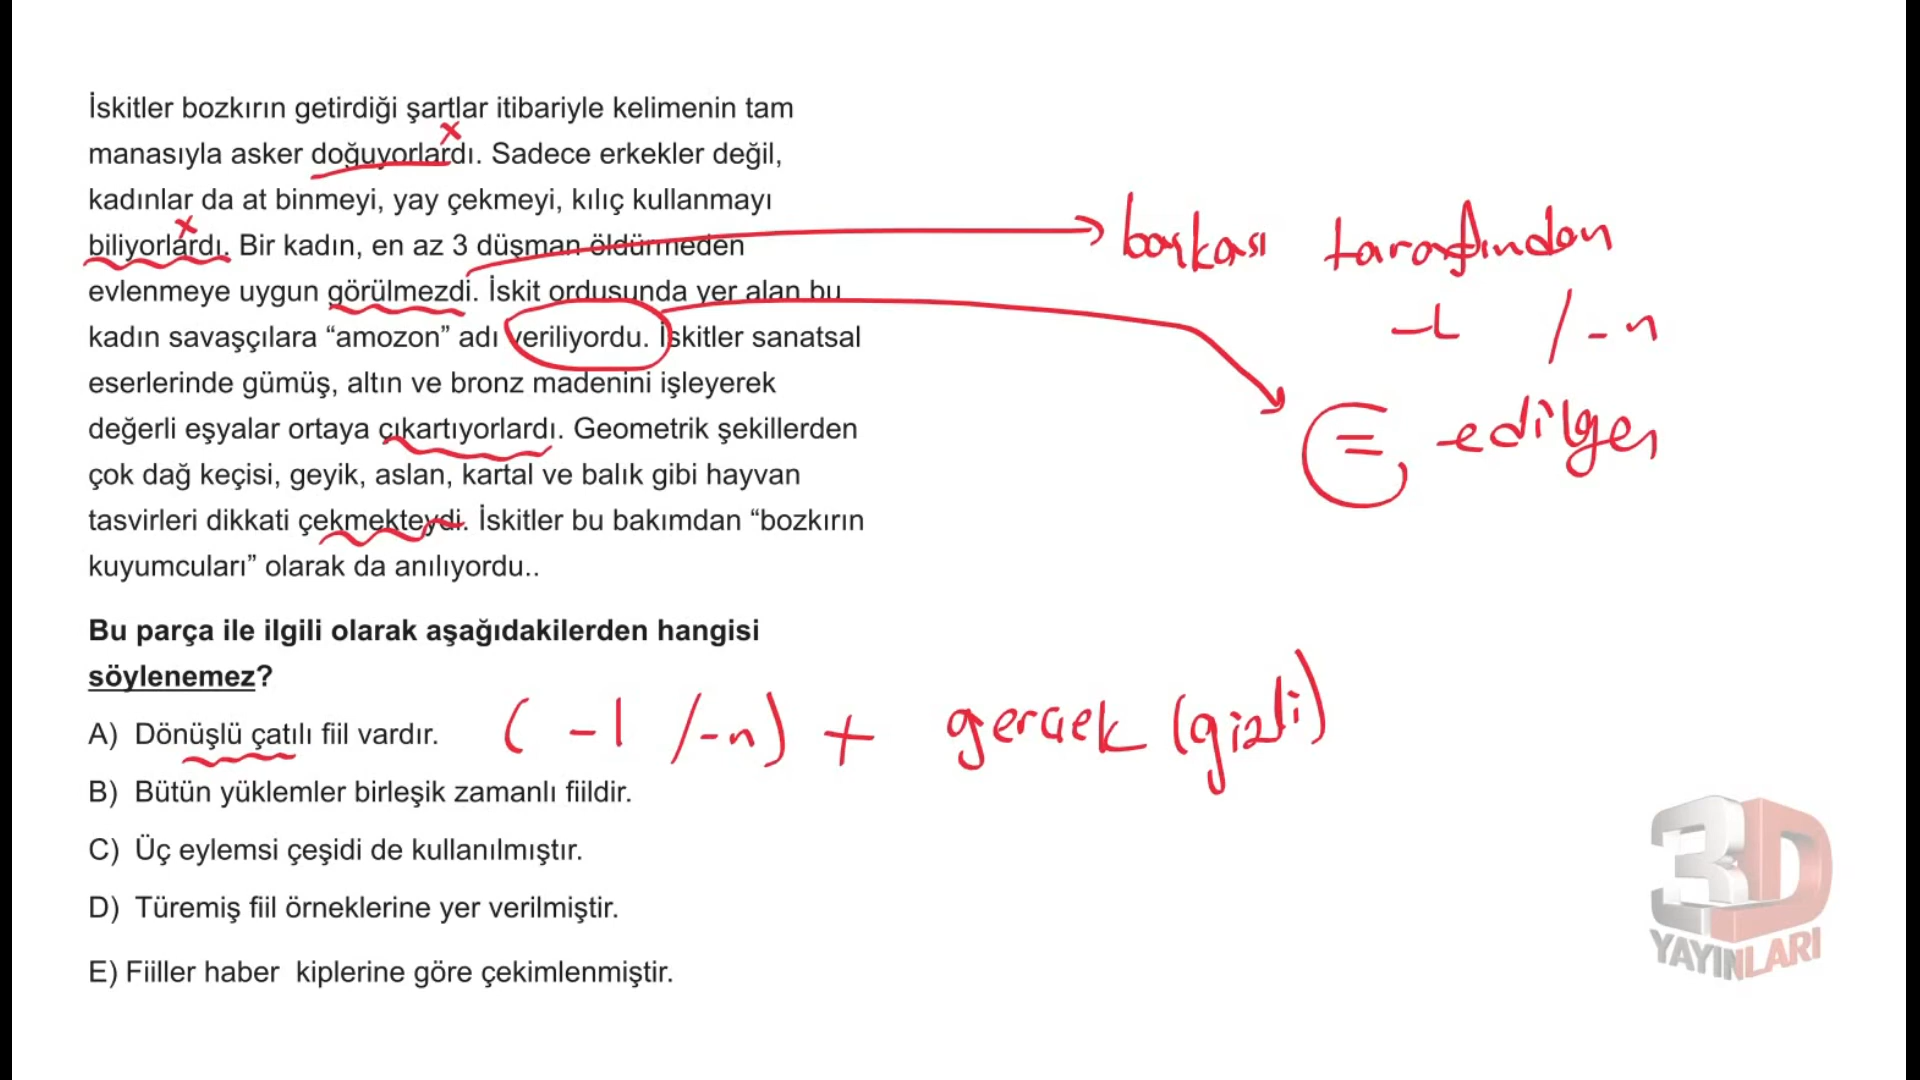 İskitler bozkırın getirdiği şartlar itibariyle kelimenin tam
manasıyla asker doğuyorlardı. Sadece erkekler değil,
kadınlar da at binmeyi, yay çekmeyi, kılıç kullanmayı
biliyorlardı. Bir kadın, en az 3 düşman öldürmeden
evlenmeye uygun görülmezdi. İskit ordusunda yer alan bu
kadın savaşçılara “amozon” adı veriliyordu. İskitler sanatsal
eserlerinde gümüş, altın ve bronz madenini işleyerek
değerli eşyalar ortaya çıkartıyorlardı. Geometrik şekillerden
çok dağ keçisi, geyik, aslan, kartal ve balık gibi hayvan
tasvirleri dikkati çekmekteydi. İskitler bu bakımdan “bozkırın
kuyumcuları” olarak da anılıyordu..
başkası tarafından
-l / -n
= edilgen
Bu parça ile ilgili olarak aşağıdakilerden hangisi
söylenemez?
A) Dönüşlü çatılı fiil vardır. (-l /-n) + gerçek (gizli)
B) Bütün yüklemler birleşik zamanlı fiildir.
C) Üç eylemsi çeşidi de kullanılmıştır.
D) Türemiş fiil örneklerine yer verilmiştir.
E) Fiiller haber kiplerine göre çekimlenmiştir.
3D
YAYINLARI